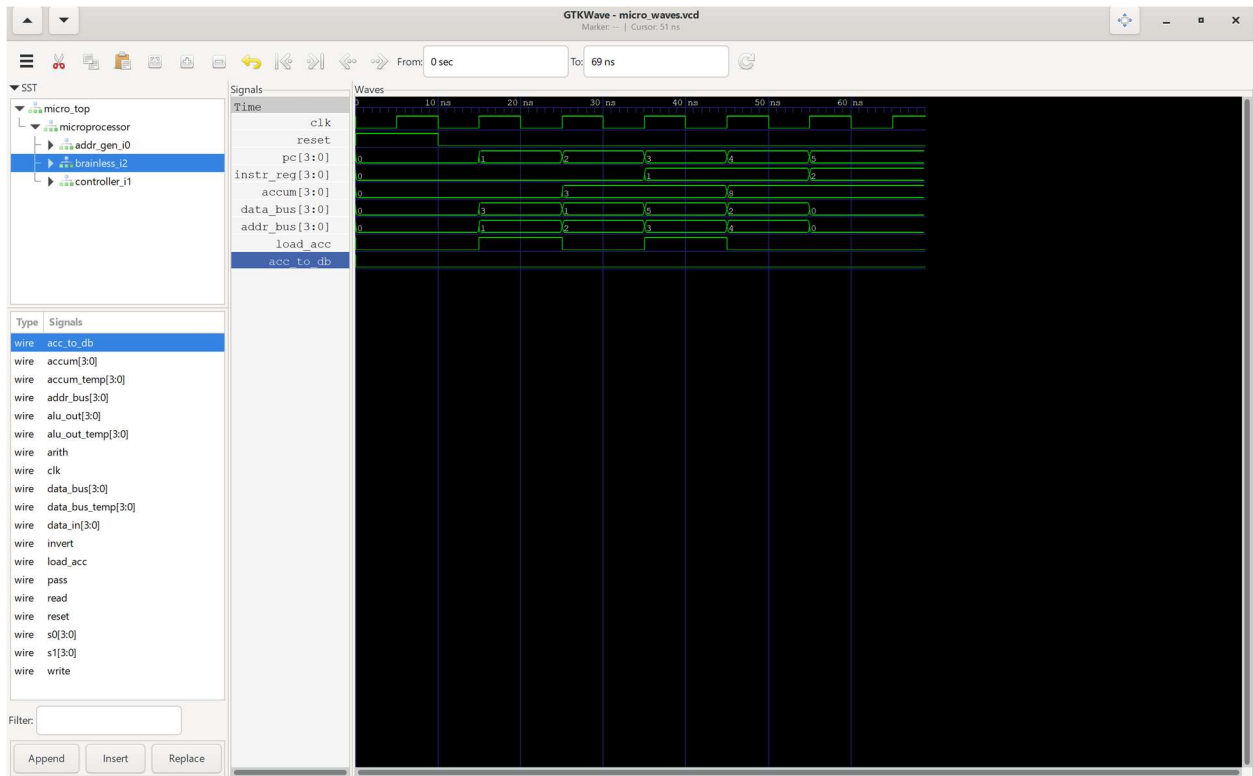 GTKWave - micro_waves.vcd
Marker: -- | Cursor: 51 ns
From: 0 sec To: 69 ns
SST
micro_top
microprocessor
addr_gen_i0
brainless_i2
controller_i1
Type Signals
wire acc_to_db
wire accum[3:0]
wire accum_temp[3:0]
wire addr_bus[3:0]
wire alu_out[3:0]
wire alu_out_temp[3:0]
wire arith
wire clk
wire data_bus[3:0]
wire data_bus_temp[3:0]
wire data_in[3:0]
wire invert
wire load_acc
wire pass
wire read
wire reset
wire s0[3:0]
wire s1[3:0]
wire write
Filter:
Append Insert Replace
Signals
Time
clk
reset
pc[3:0]
instr_reg[3:0]
accum[3:0]
data_bus[3:0]
addr_bus[3:0]
load_acc
acc_to_db
Waves
0 10 ns 20 ns 30 ns 40 ns 50 ns 60 ns
0 1 2 3 4 5
0 1 2
0 3 8
0 3 1 5 2 0
0 1 2 3 4 0